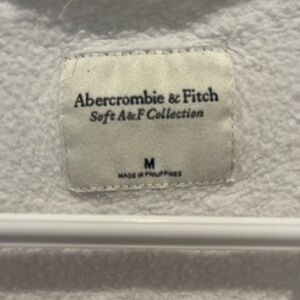 Abercrombie & Fitch
Soft A&F Collection
M
MADE IN PHILIPPINES